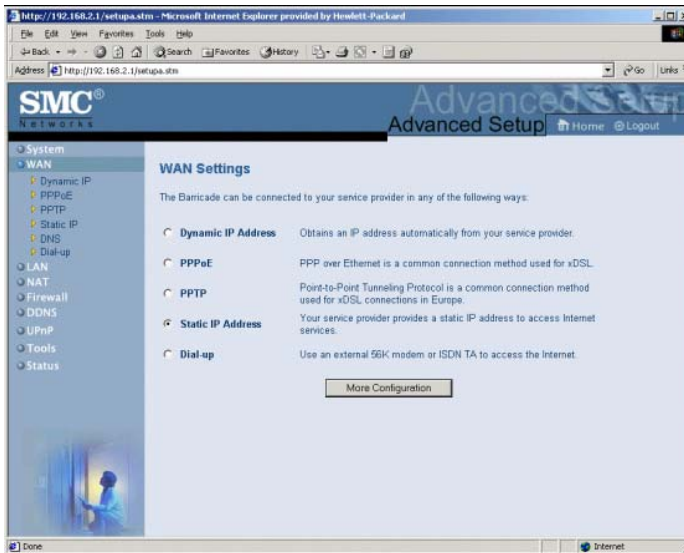 http://192.168.2.1/setupa.stm - Microsoft Internet Explorer provided by Hewlett-Packard
File Edit View Favorites Tools Help
Back Search Favorites History
Address http://192.168.2.1/setupa.stm Go Links
SMC®
Networks
Advanced Setup
Advanced Setup Home Logout
System
WAN
Dynamic IP
PPPoE
PPTP
Static IP
DNS
Dial-up
LAN
NAT
Firewall
DDNS
UPnP
Tools
Status
WAN Settings
The Barricade can be connected to your service provider in any of the following ways:
Dynamic IP Address Obtains an IP address automatically from your service provider.
PPPoE PPP over Ethernet is a common connection method used for xDSL.
PPTP Point-to-Point Tunneling Protocol is a common connection method
used for xDSL connections in Europe.
Static IP Address Your service provider provides a static IP address to access Internet
services.
Dial-up Use an external 56K modem or ISDN TA to access the Internet.
More Configuration
Done Internet